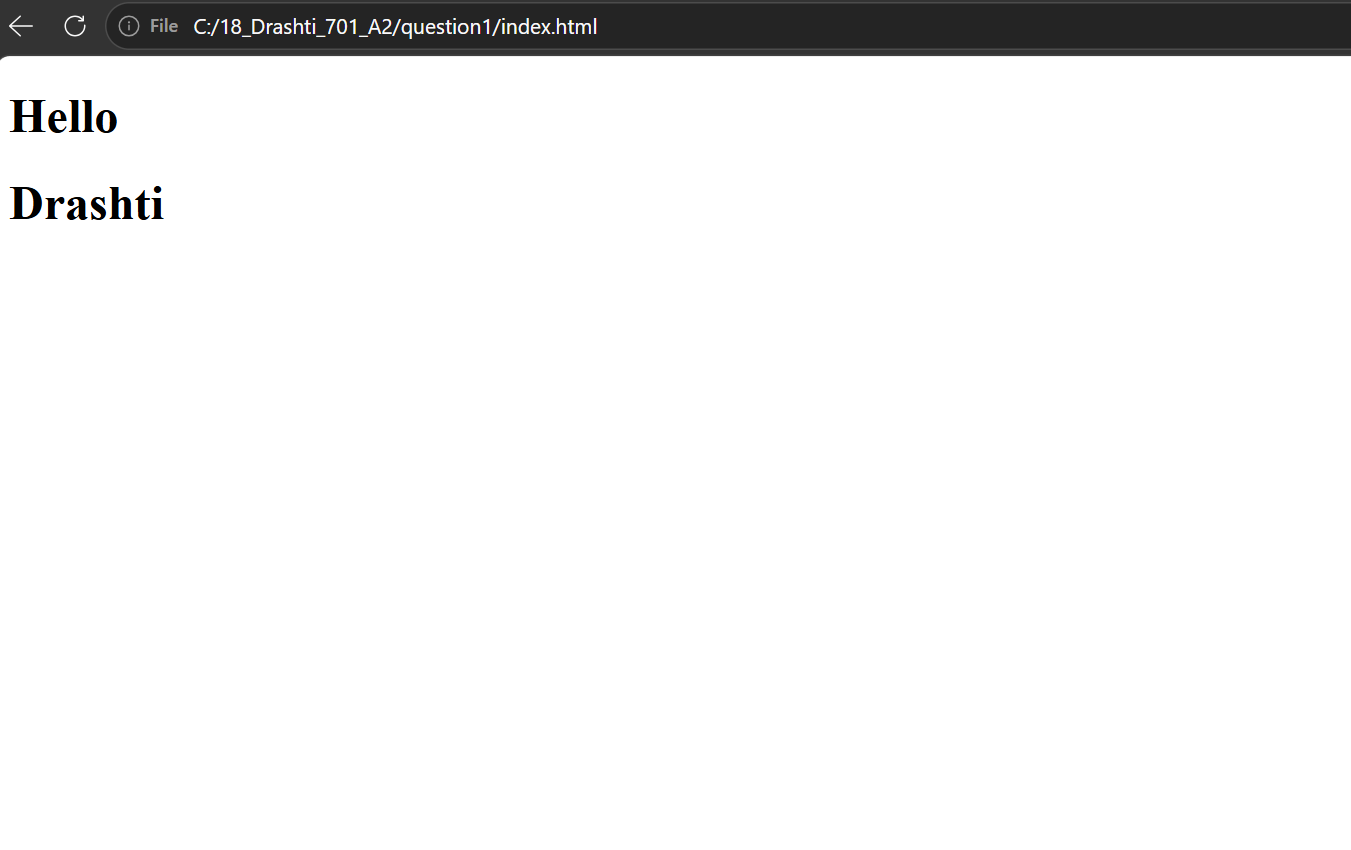 File C:/18_Drashti_701_A2/question1/index.html
Hello
Drashti